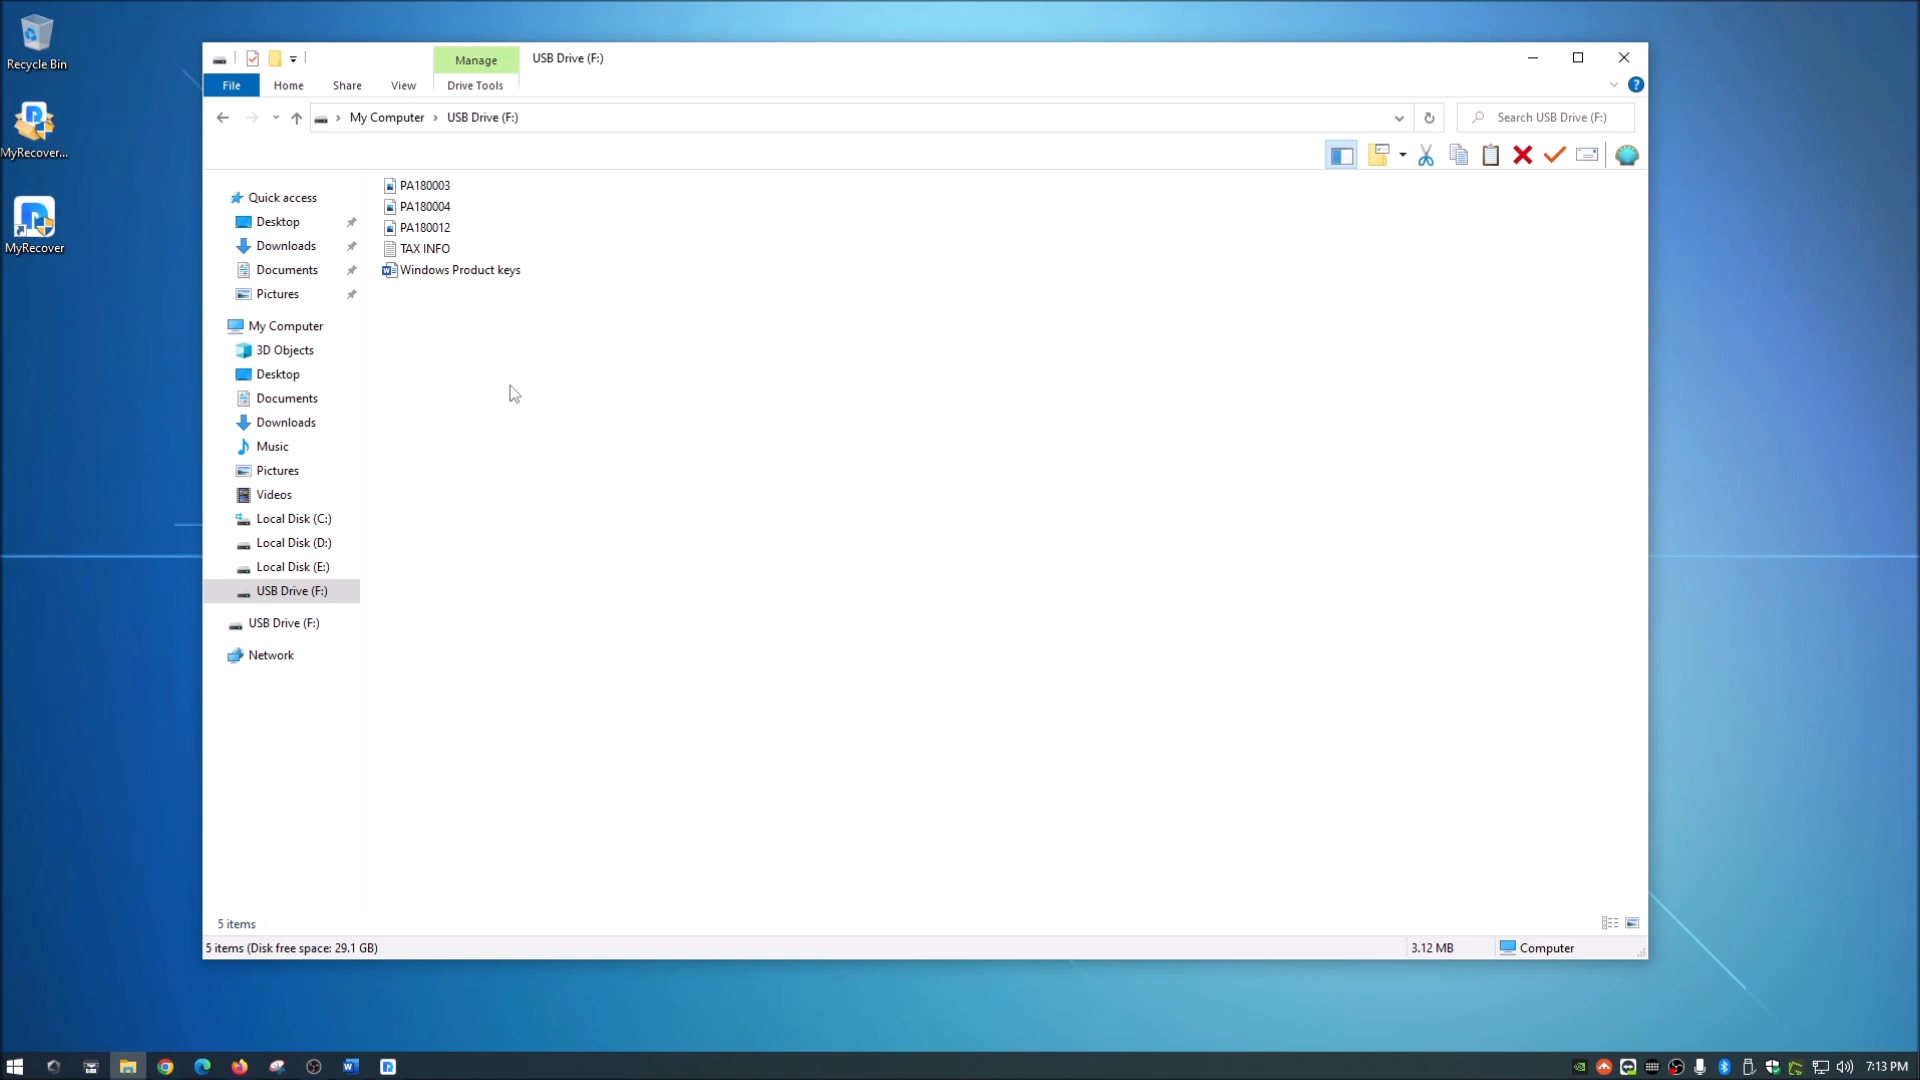 Recycle Bin
MyRecover...
MyRecover
Manage
USB Drive (F:)
File
Home
Share
View
Drive Tools
My Computer
USB Drive (F:)
Search USB Drive (F:)
Quick access
Desktop
Downloads
Documents
Pictures
My Computer
3D Objects
Desktop
Documents
Downloads
Music
Pictures
Videos
Local Disk (C:)
Local Disk (D:)
Local Disk (E:)
USB Drive (F:)
USB Drive (F:)
Network
PA180003
PA180004
PA180012
TAX INFO
Windows Product keys
5 items
5 items (Disk free space: 29.1 GB)
3.12 MB
Computer
7:13 PM